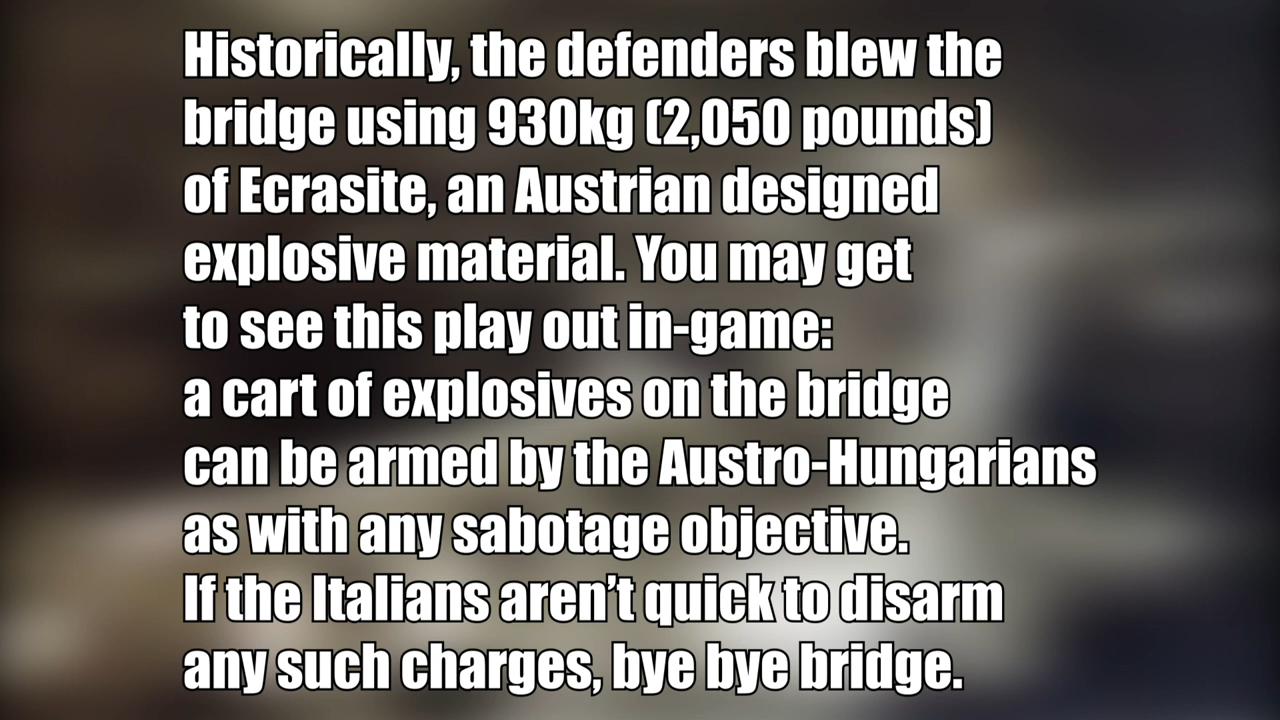 Historically, the defenders blew the
bridge using 930kg (2,050 pounds)
of Ecrasite, an Austrian designed
explosive material. You may get
to see this play out in-game:
a cart of explosives on the bridge
can be armed by the Austro-Hungarians
as with any sabotage objective.
If the Italians aren’t quick to disarm
any such charges, bye bye bridge.